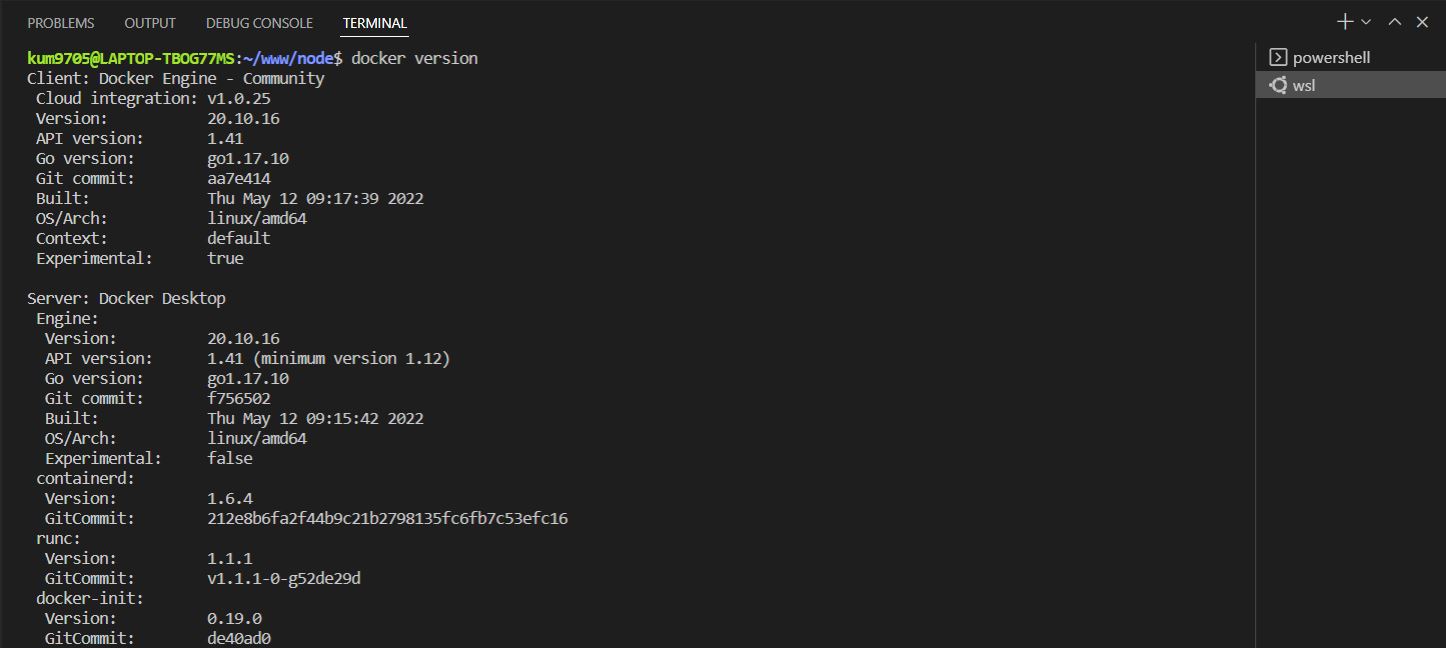 PROBLEMS OUTPUT DEBUG CONSOLE TERMINAL
powershell
wsl
kum9705@LAPTOP-TBOG77MS:~/www/node$ docker version
Client: Docker Engine - Community
Cloud integration: v1.0.25
Version: 20.10.16
API version: 1.41
Go version: go1.17.10
Git commit: aa7e414
Built: Thu May 12 09:17:39 2022
OS/Arch: linux/amd64
Context: default
Experimental: true
Server: Docker Desktop
Engine:
Version: 20.10.16
API version: 1.41 (minimum version 1.12)
Go version: go1.17.10
Git commit: f756502
Built: Thu May 12 09:15:42 2022
OS/Arch: linux/amd64
Experimental: false
containerd:
Version: 1.6.4
GitCommit: 212e8b6fa2f44b9c21b2798135fc6fb7c53efc16
runc:
Version: 1.1.1
GitCommit: v1.1.1-0-g52de29d
docker-init:
Version: 0.19.0
GitCommit: de40ad0